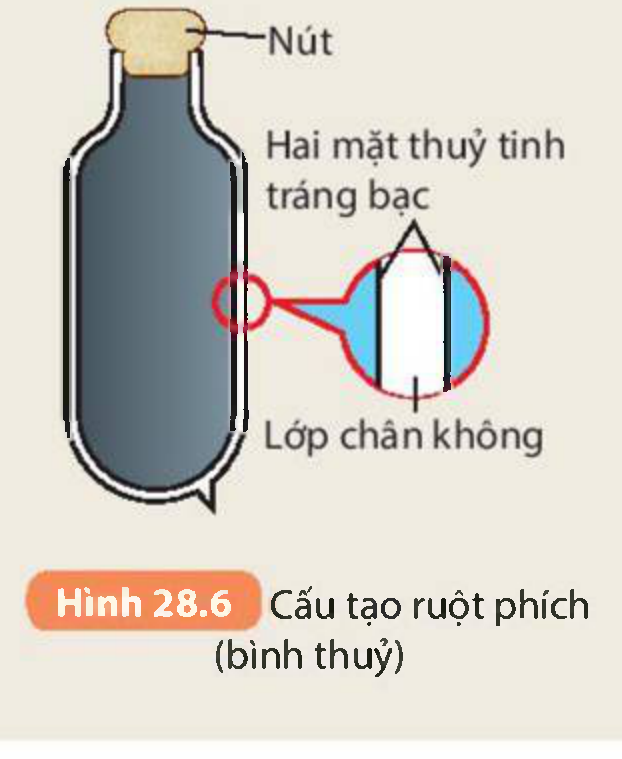 Nút
Hai mặt thuỷ tinh
tráng bạc
Lớp chân không
Hình 28.6 Cấu tạo ruột phích
(bình thuỷ)